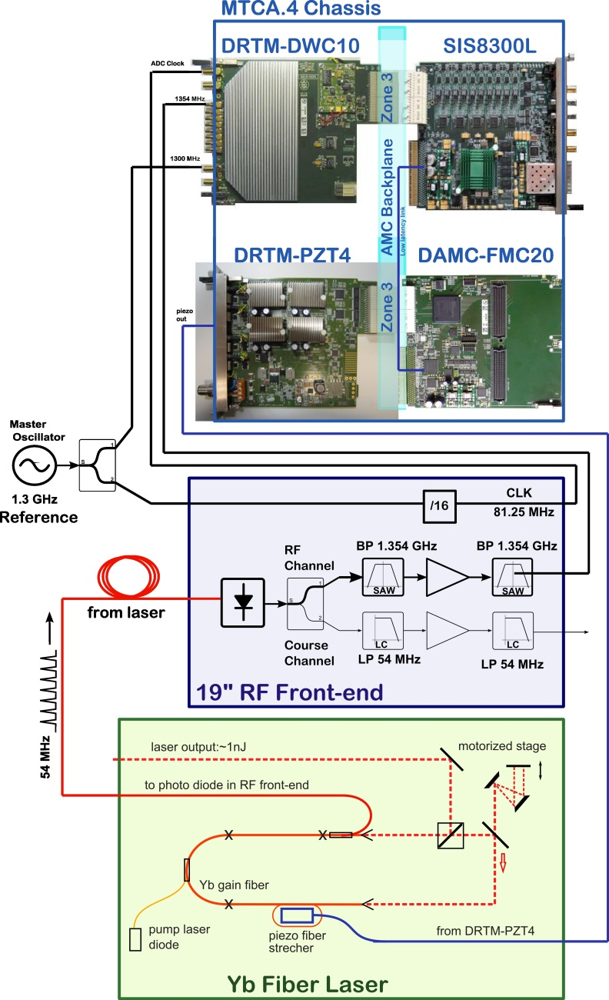 MTCA.4 Chassis
DRTM-DWC10
SIS8300L
ADC Clock
1354 MHz
1300 MHz
Zone 3
AMC Backplane
Low latency link
DRTM-PZT4
DAMC-FMC20
Zone 3
piezo
out
Master
Oscillator
S
1
2
1.3 GHz
Reference
/16
CLK
81.25 MHz
RF
Channel
BP 1.354 GHz
BP 1.354 GHz
S
1
2
SAW
SAW
from laser
Course
Channel
LC
LC
LP 54 MHz
LP 54 MHz
19" RF Front-end
54 MHz
laser output:~1nJ
motorized stage
to photo diode in RF front-end
Yb gain fiber
pump laser
diode
piezo fiber
strecher
from DRTM-PZT4
Yb Fiber Laser